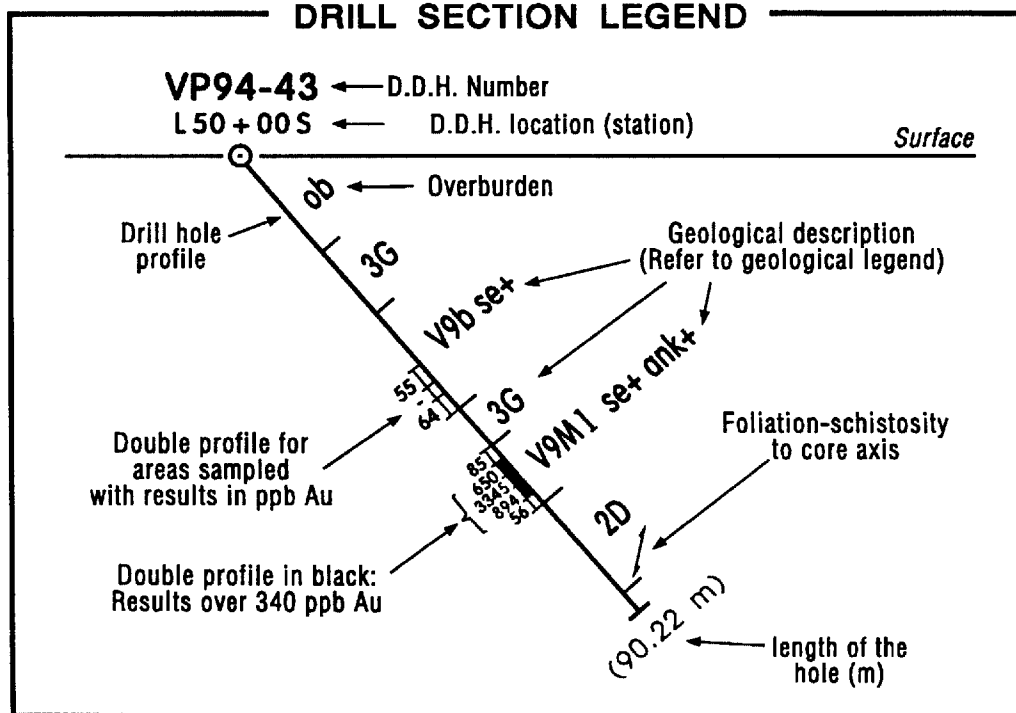 DRILL SECTION LEGEND
VP94-43
D.D.H. Number
L50+00S
D.D.H. location (station)
Surface
ob
Overburden
Drill hole
profile
3G
Geological description
(Refer to geological legend)
V9b se+
55
-
64
3G
V9M1 se+ ank+
Double profile for
areas sampled
with results in ppb Au
Foliation-schistosity
to core axis
85
650
3345
894
56
2D
Double profile in black:
Results over 340 ppb Au
(90.22 m)
length of the
hole (m)